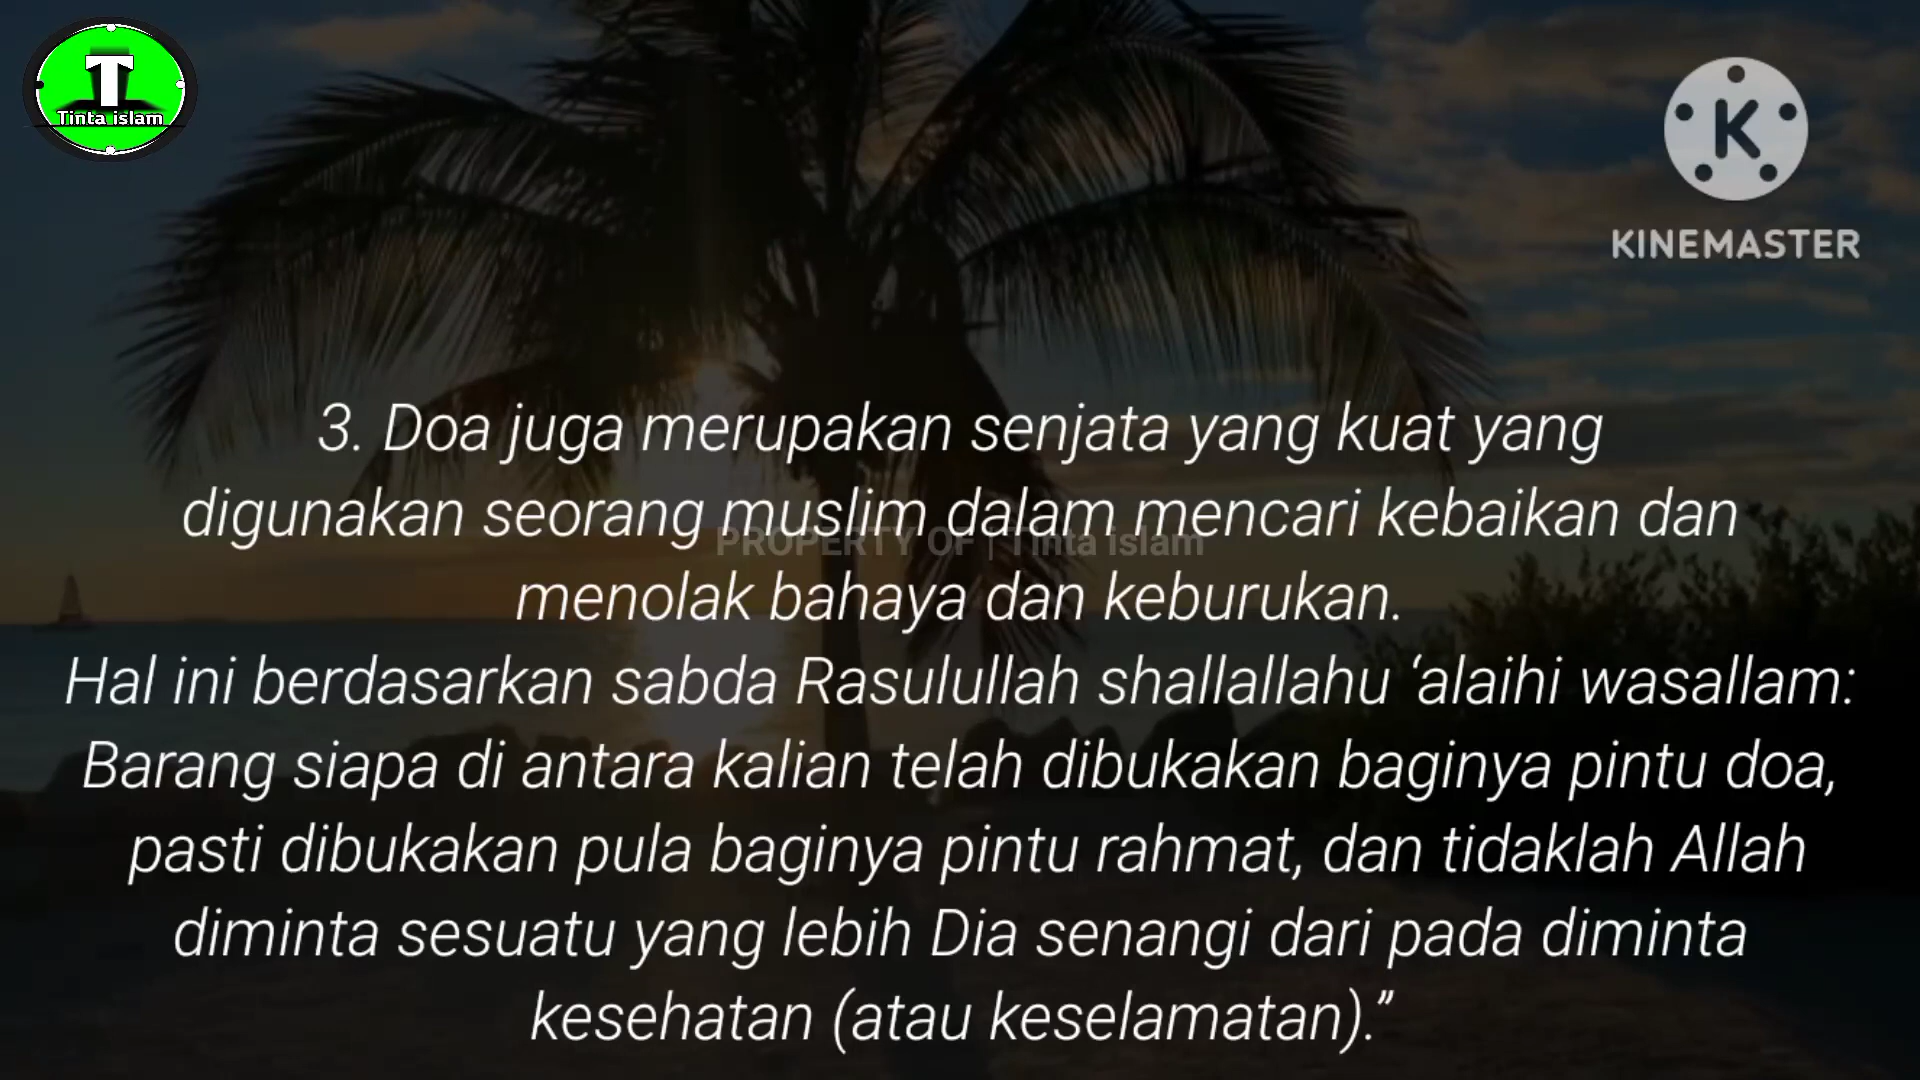 T
Tinta islam
K
KINEMASTER
3. Doa juga merupakan senjata yang kuat yang
digunakan seorang muslim dalam mencari kebaikan dan
PROPERTY OF | Tinta islam
menolak bahaya dan keburukan.
Hal ini berdasarkan sabda Rasulullah shallallahu ‘alaihi wasallam:
Barang siapa di antara kalian telah dibukakan baginya pintu doa,
pasti dibukakan pula baginya pintu rahmat, dan tidaklah Allah
diminta sesuatu yang lebih Dia senangi dari pada diminta
kesehatan (atau keselamatan).”